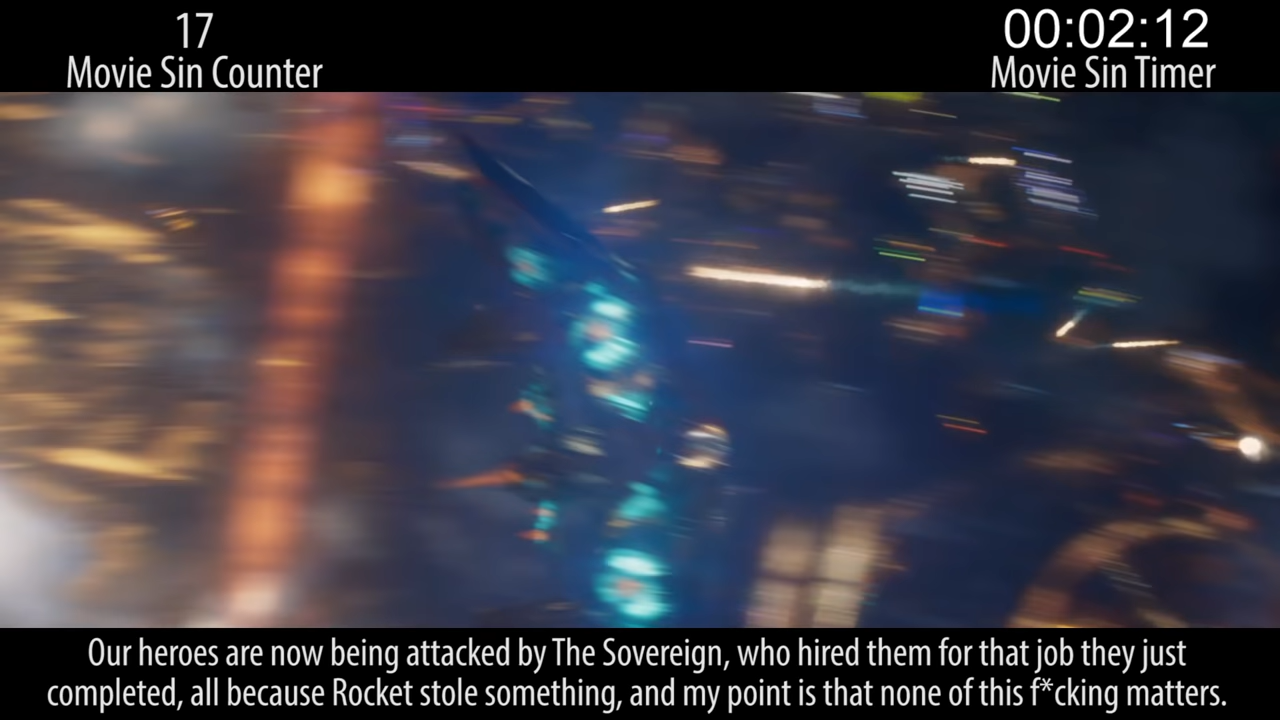 17
Movie Sin Counter
00:02:12
Movie Sin Timer
Our heroes are now being attacked by The Sovereign, who hired them for that job they just
completed, all because Rocket stole something, and my point is that none of this f*cking matters.